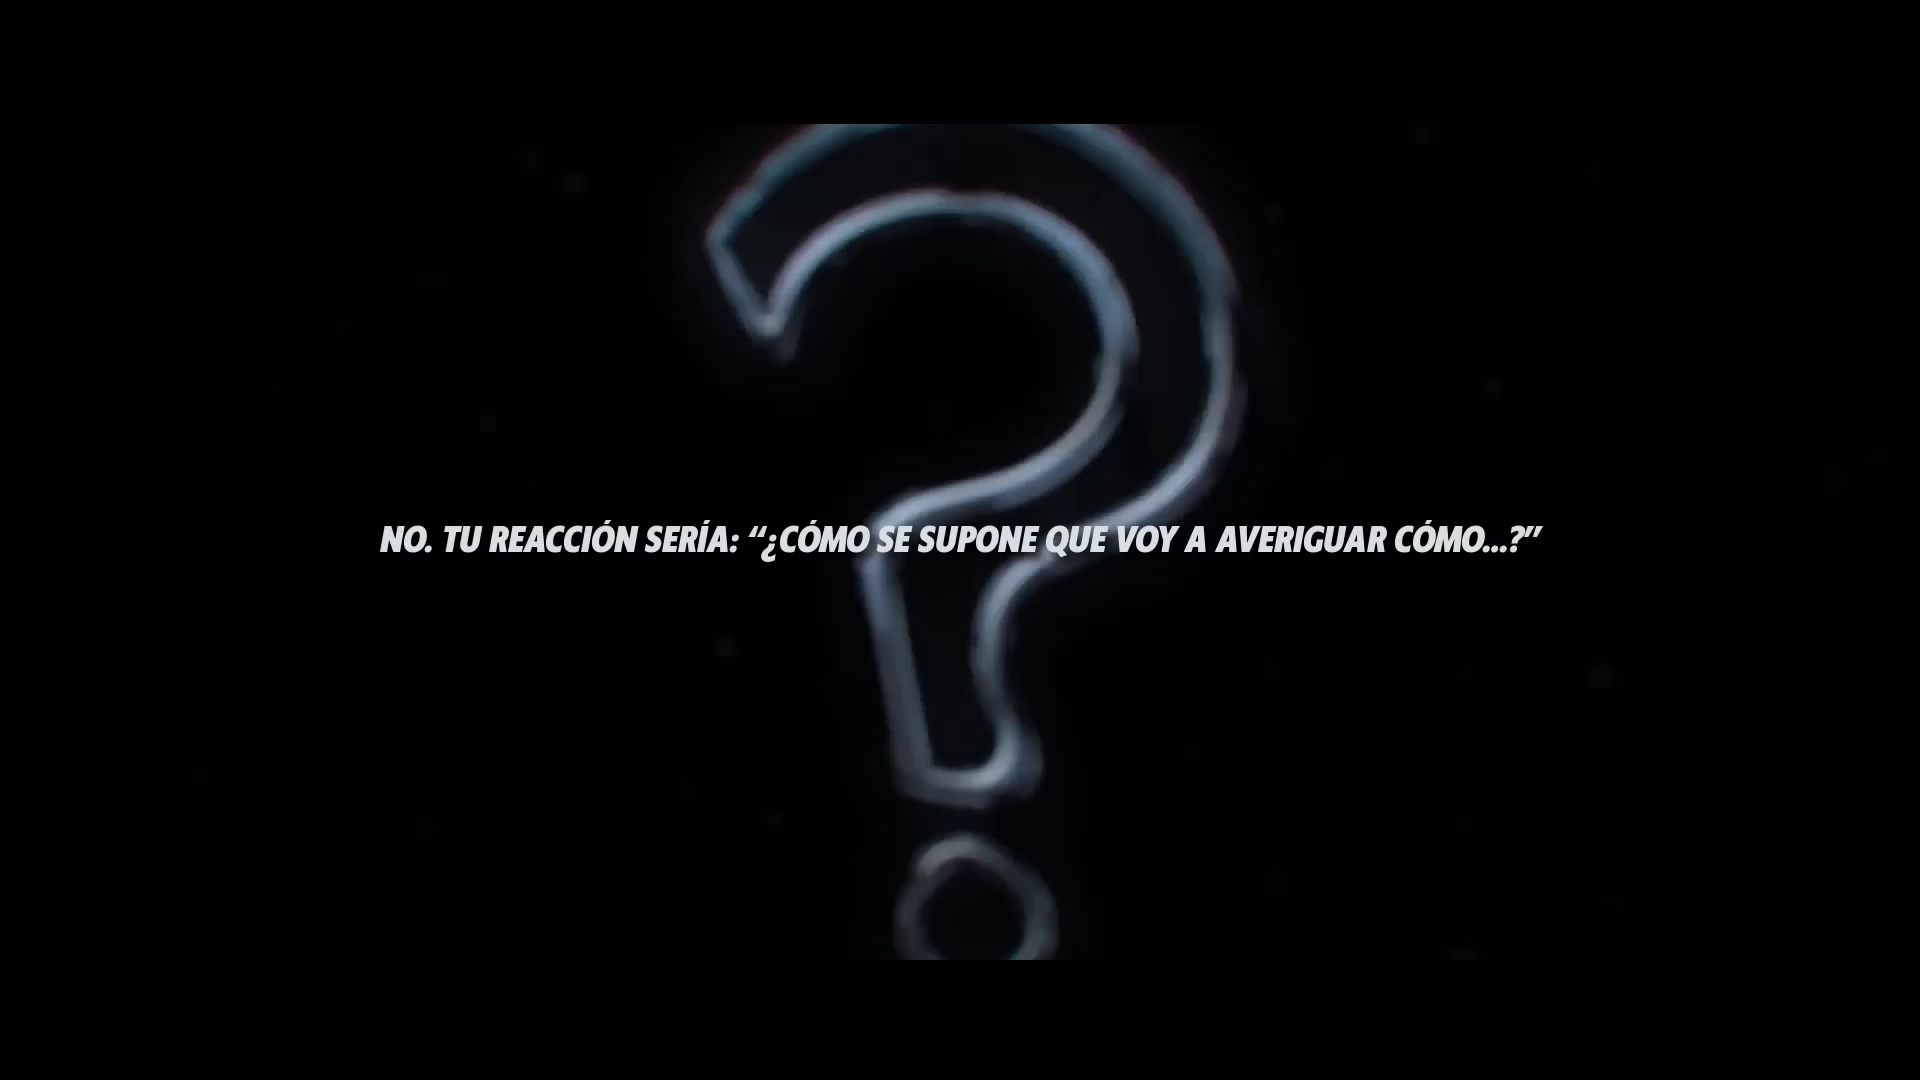 NO. TU REACCIÓN SERÍA: “¿CÓMO SE SUPONE QUE VOY A AVERIGUAR CÓMO...?”